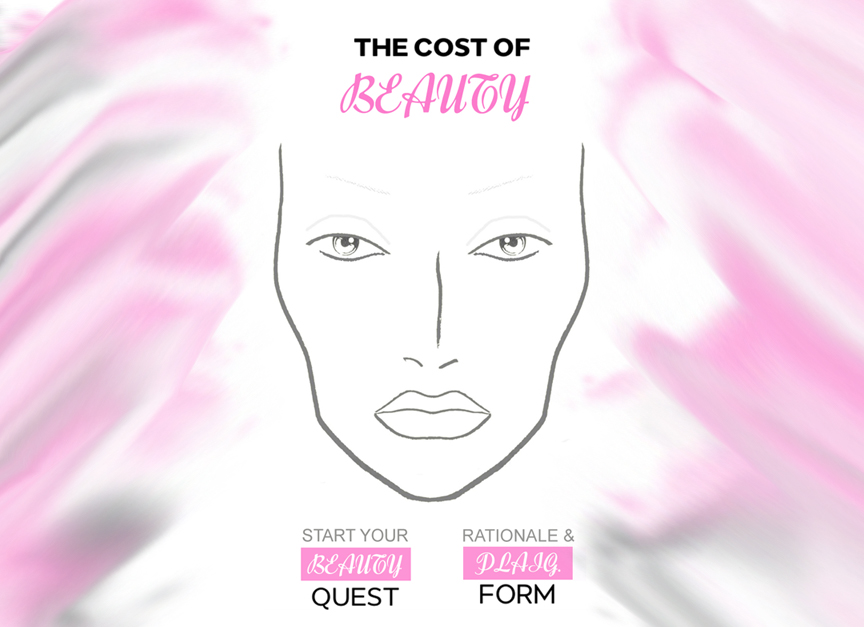 THE COST OF
BEAUTY
START YOUR
BEAUTY
QUEST
RATIONALE &
PLAIG.
FORM